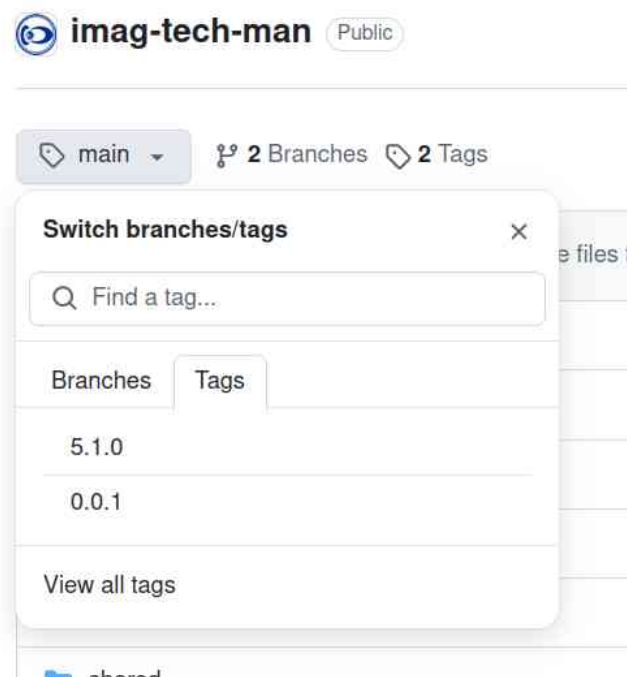 imag-tech-man Public
main 2 Branches 2 Tags
Switch branches/tags
e files
Find a tag...
Branches Tags
5.1.0
0.0.1
View all tags